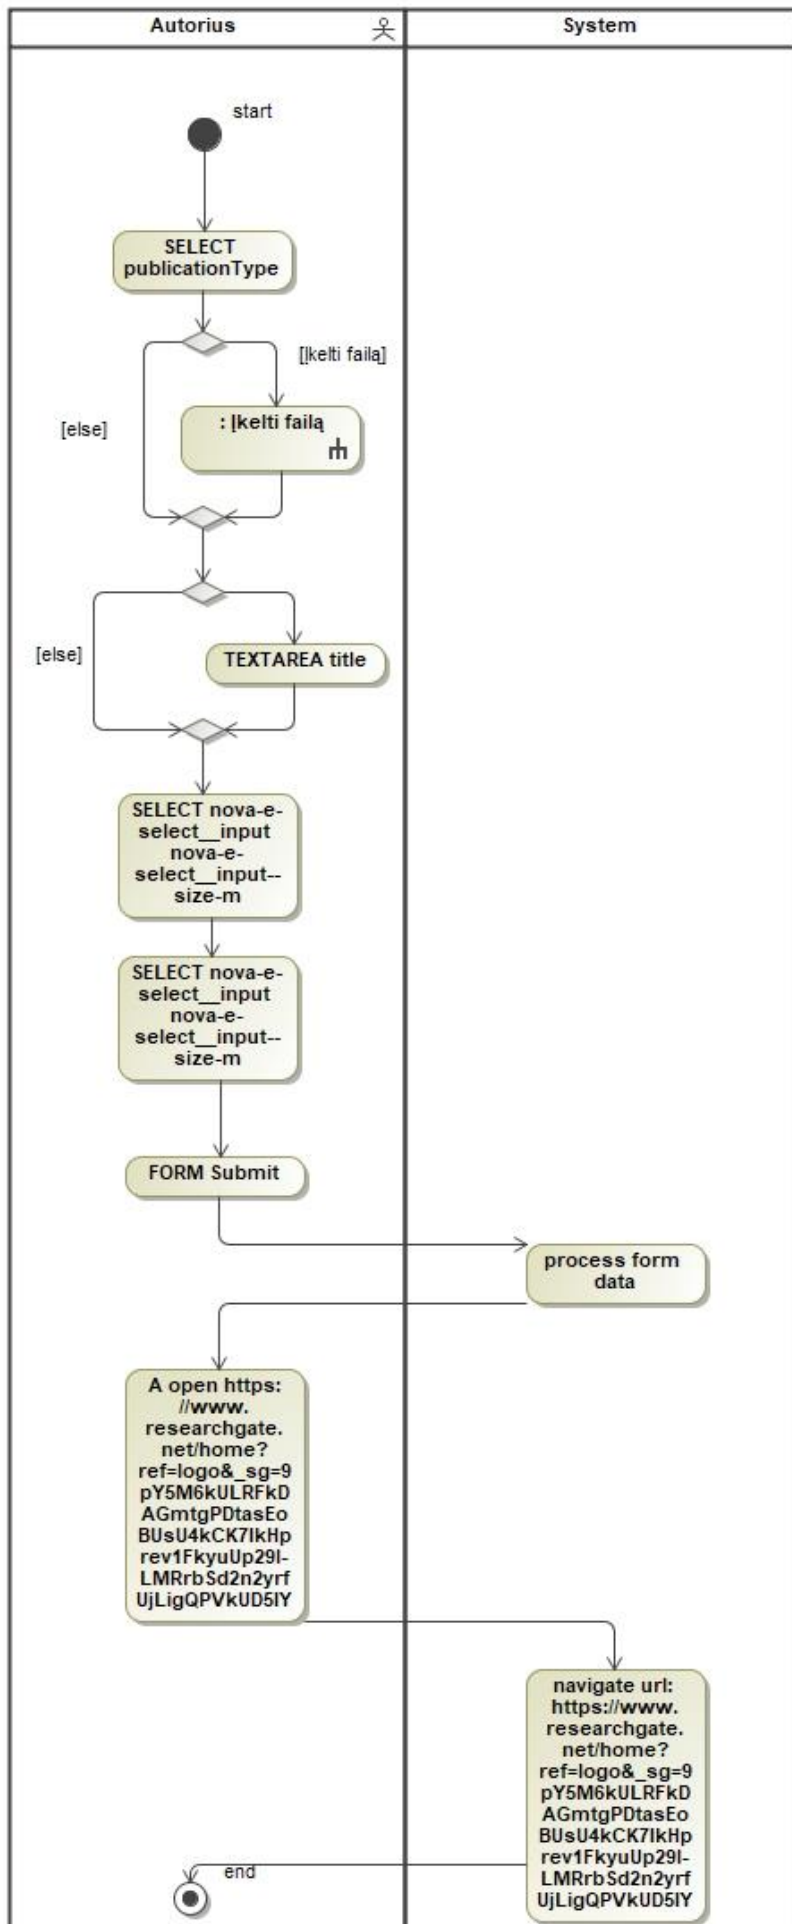 Autorius
System
start
SELECT
publicationType
[Įkelti failą]
: Įkelti failą
[else]
[else]
TEXTAREA title
SELECT nova-e-
select__input
nova-e-
select__input--
size-m
SELECT nova-e-
select__input
nova-e-
select__input--
size-m
FORM Submit
process form
data
A open https:
//www.
researchgate.
net/home?
ref=logo&_sg=9
pY5M6kULRFkD
AGmtgPDtasEo
BUsU4kCK7IkHp
rev1FkyuUp29I-
LMRrbSd2n2yrf
UjLigQPVkUD5IY
navigate url:
https://www.
researchgate.
net/home?
ref=logo&_sg=9
pY5M6kULRFkD
AGmtgPDtasEo
BUsU4kCK7IkHp
rev1FkyuUp29I-
LMRrbSd2n2yrf
UjLigQPVkUD5IY
end